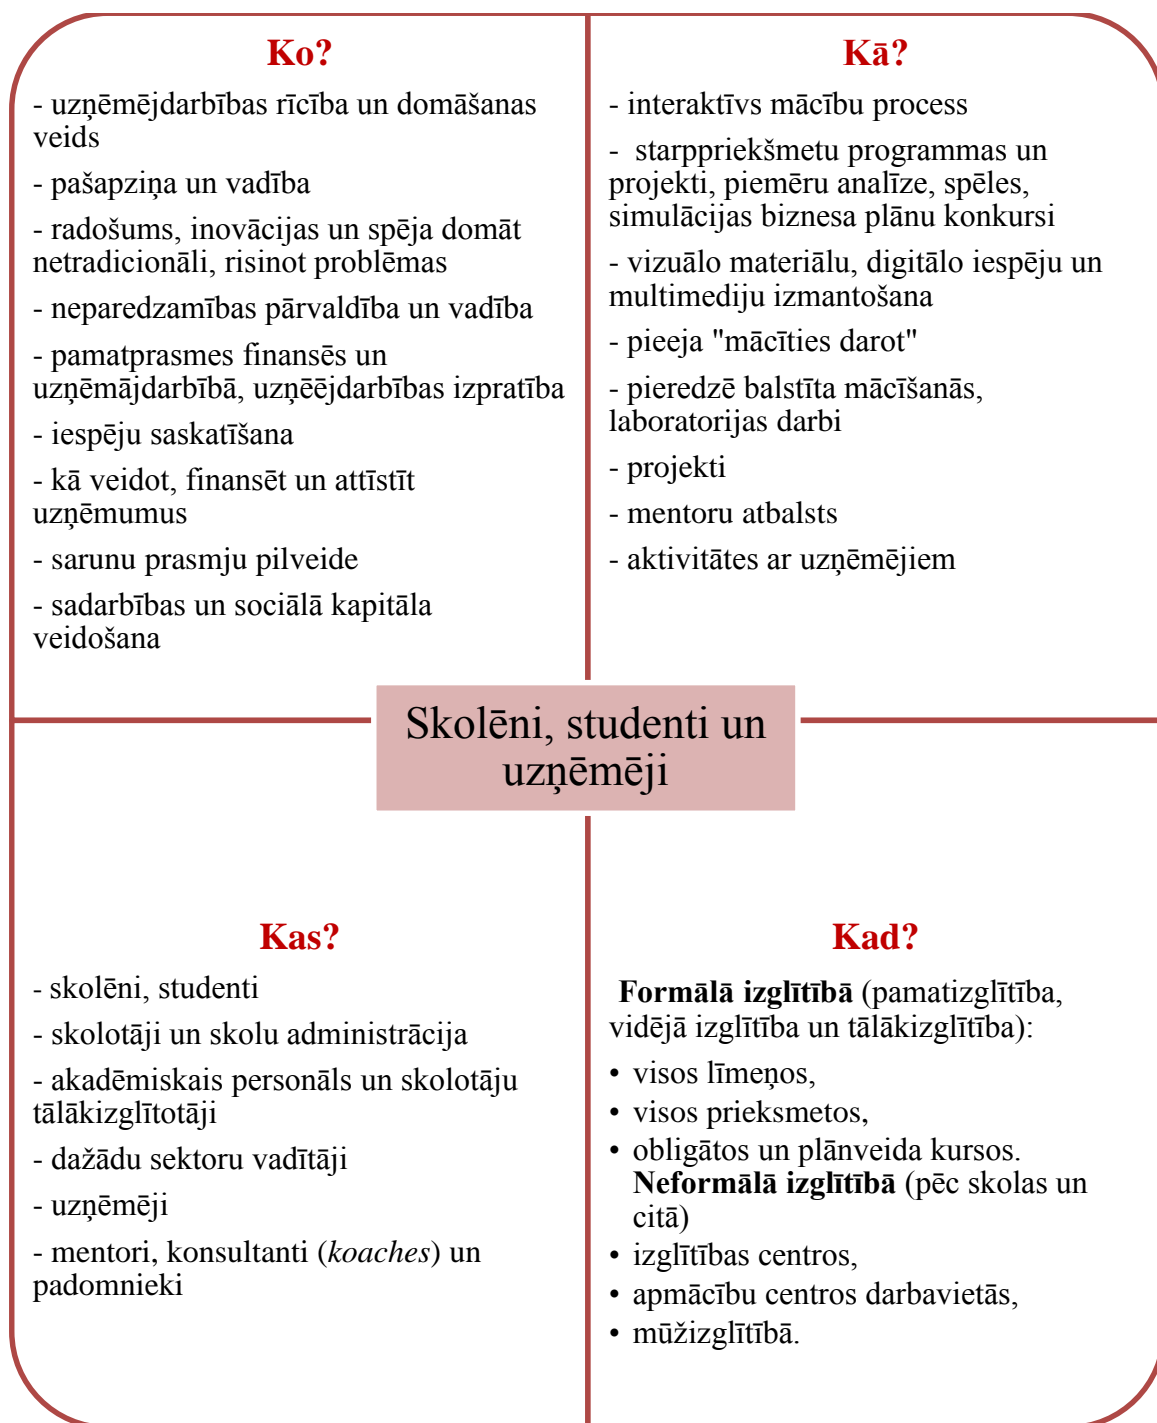 Ko?
- uzņēmējdarbības rīcība un domāšanas
veids
- pašapziņa un vadība
- radošums, inovācijas un spēja domāt
netradicionāli, risinot problēmas
- neparedzamības pārvaldība un vadība
- pamatprasmes finansēs un
uzņēmājdarbībā, uzņēējdarbības izpratība
- iespēju saskatīšana
- kā veidot, finansēt un attīstīt
uzņēmumus
- sarunu prasmju pilveide
- sadarbības un sociālā kapitāla
veidošana
Kā?
- interaktīvs mācību process
- starppriekšmetu programmas un
projekti, piemēru analīze, spēles,
simulācijas biznesa plānu konkursi
- vizuālo materiālu, digitālo iespēju un
multimediju izmantošana
- pieeja "mācīties darot"
- pieredzē balstīta mācīšanās,
laboratorijas darbi
- projekti
- mentoru atbalsts
- aktivitātes ar uzņēmējiem
Skolēni, studenti un
uzņēmēji
Kas?
- skolēni, studenti
- skolotāji un skolu administrācija
- akadēmiskais personāls un skolotāju
tālākizglītotāji
- dažādu sektoru vadītāji
- uzņēmēji
- mentori, konsultanti (koaches) un
padomnieki
Kad?
Formālā izglītībā (pamatizglītība,
vidējā izglītība un tālākizglītība):
• visos līmeņos,
• visos prieksmetos,
• obligātos un plānveida kursos.
Neformālā izglītībā (pēc skolas un
citā)
• izglītības centros,
• apmācību centros darbavietās,
• mūžizglītībā.